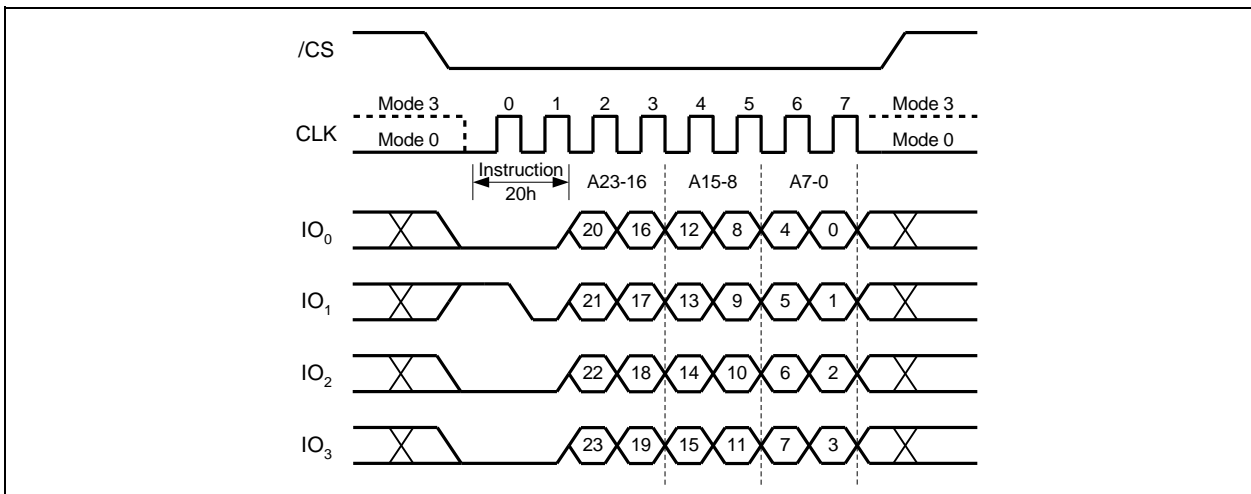 /CS
Mode 3 0 1 2 3 4 5 6 7 Mode 3
CLK
Mode 0 Mode 0
Instruction
20h
A23-16 A15-8 A7-0
IO0 20 16 12 8 4 0
IO1 21 17 13 9 5 1
IO2 22 18 14 10 6 2
IO3 23 19 15 11 7 3